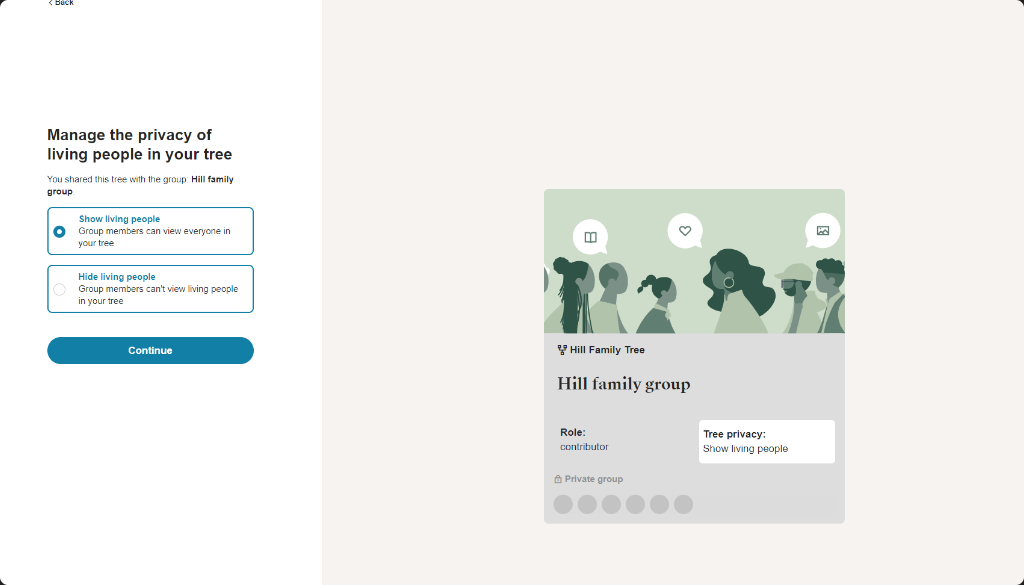 Back
Manage the privacy of
living people in your tree
You shared this tree with the group: Hill family
group.
Show living people
Group members can view everyone in
your tree
Hide living people
Group members can't view living people
in your tree
Continue
Hill Family Tree
Hill family group
Role:
contributor
Tree privacy:
Show living people
Private group